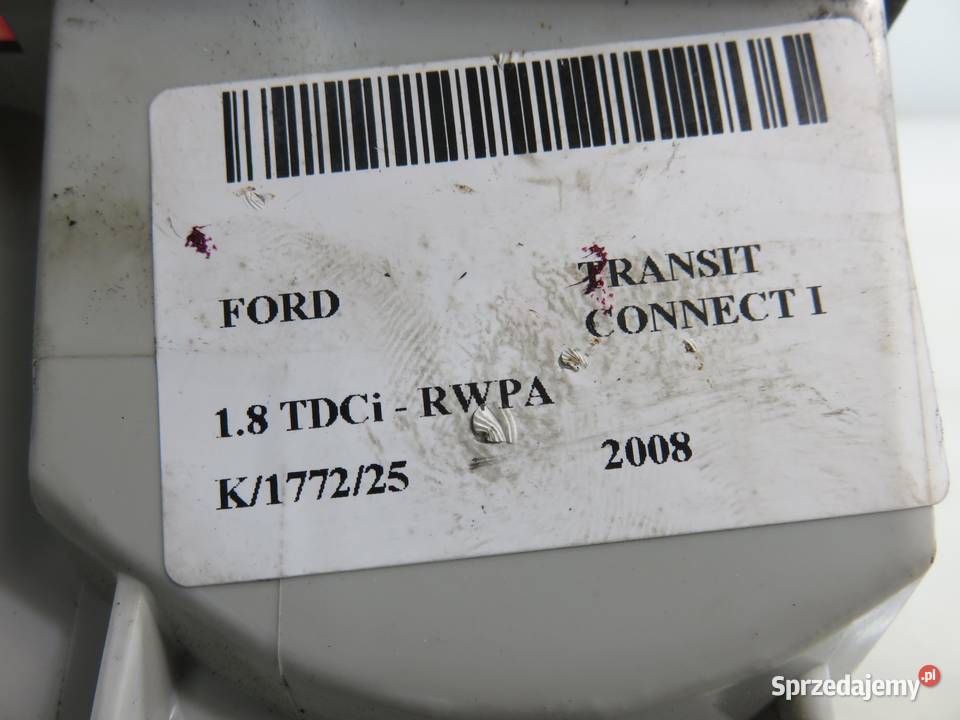 FORD
TRANSIT
CONNECT I
1.8 TDCi - RWPA
K/1772/25
2008
Sprzedajemy.pl